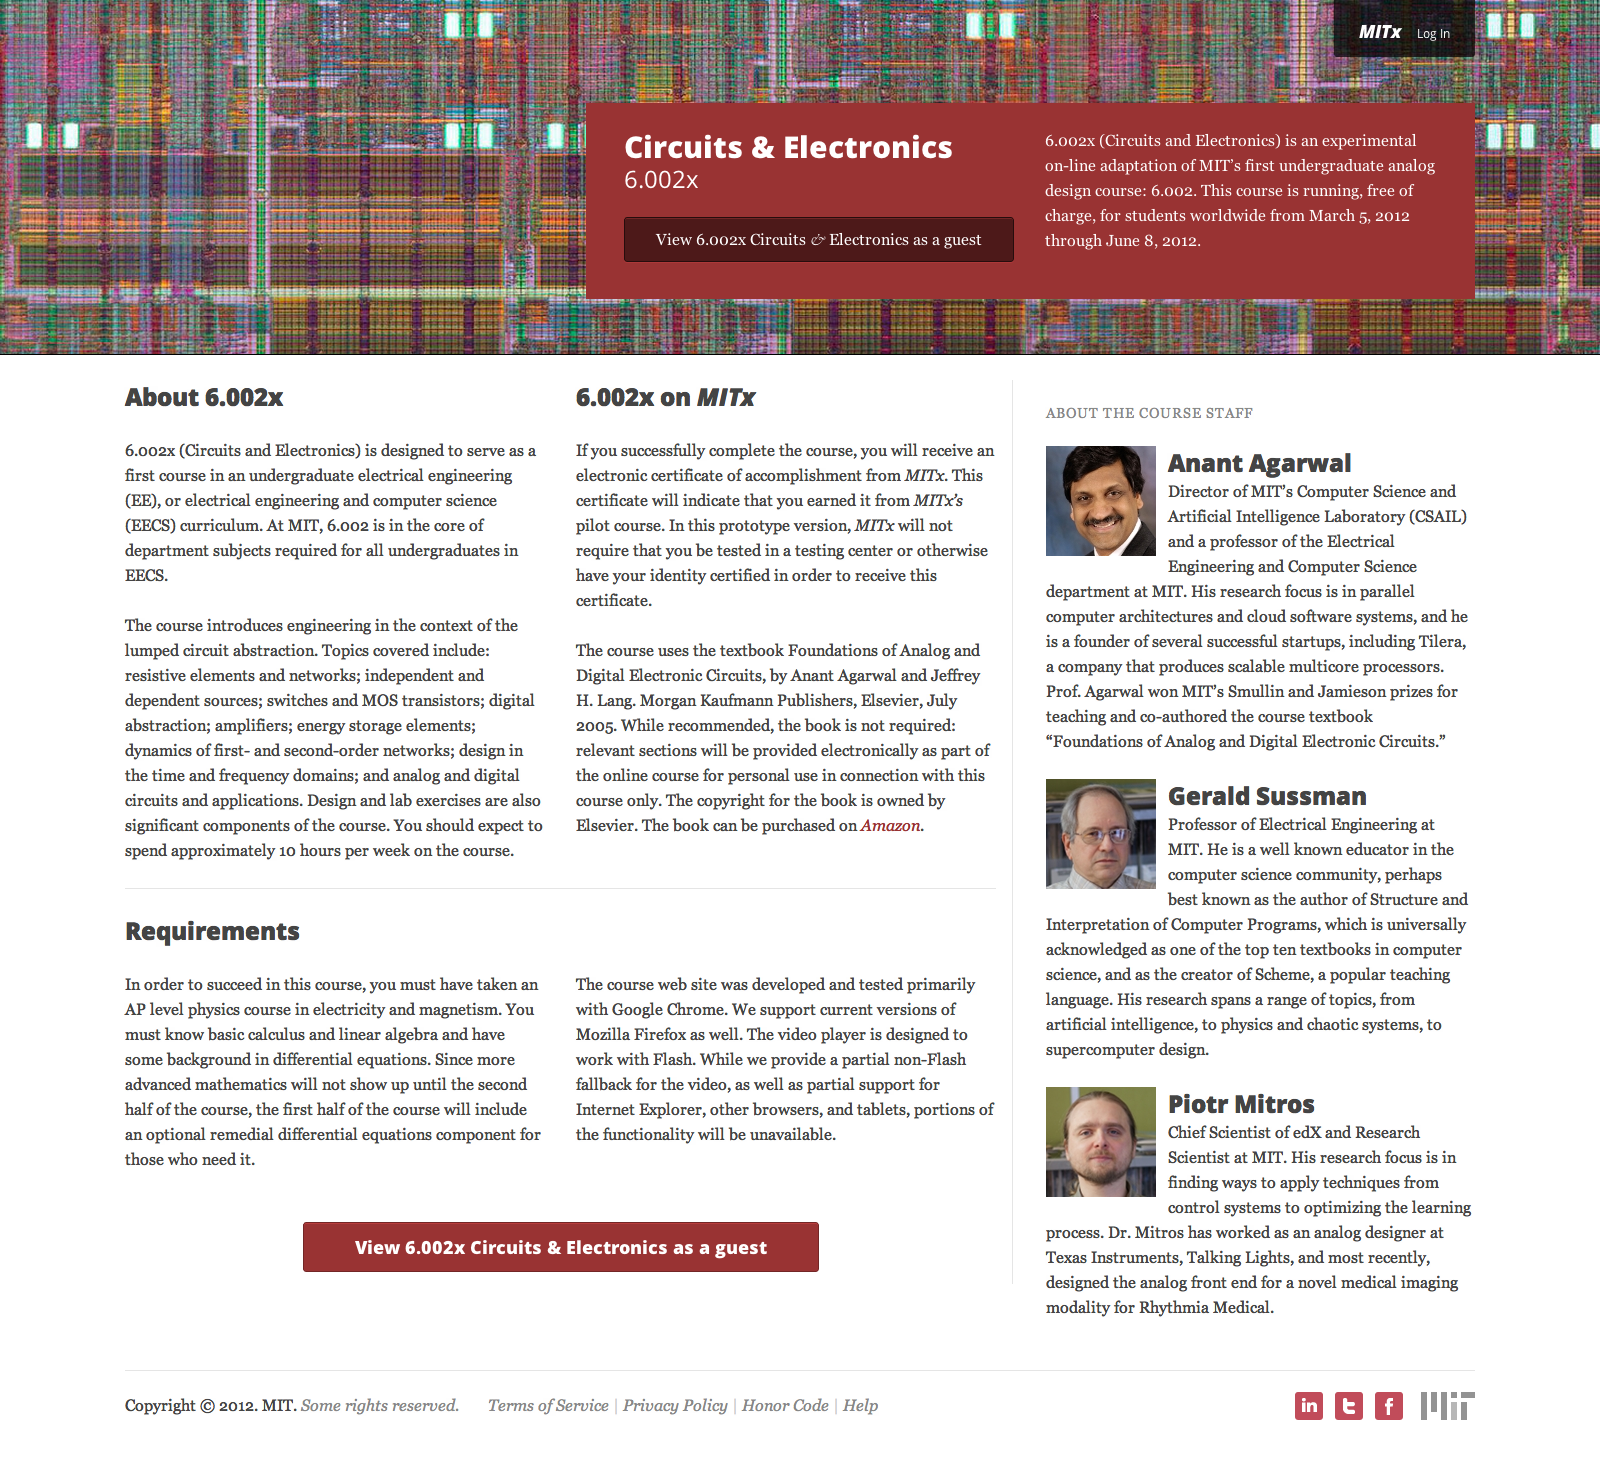 MITx Log In
Circuits & Electronics
6.002x
View 6.002x Circuits & Electronics as a guest
6.002x (Circuits and Electronics) is an experimental
on-line adaptation of MIT’s first undergraduate analog
design course: 6.002. This course is running, free of
charge, for students worldwide from March 5, 2012
through June 8, 2012.
About 6.002x
6.002x (Circuits and Electronics) is designed to serve as a
first course in an undergraduate electrical engineering
(EE), or electrical engineering and computer science
(EECS) curriculum. At MIT, 6.002 is in the core of
department subjects required for all undergraduates in
EECS.
The course introduces engineering in the context of the
lumped circuit abstraction. Topics covered include:
resistive elements and networks; independent and
dependent sources; switches and MOS transistors; digital
abstraction; amplifiers; energy storage elements;
dynamics of first- and second-order networks; design in
the time and frequency domains; and analog and digital
circuits and applications. Design and lab exercises are also
significant components of the course. You should expect to
spend approximately 10 hours per week on the course.
6.002x on MITx
If you successfully complete the course, you will receive an
electronic certificate of accomplishment from MITx. This
certificate will indicate that you earned it from MITx’s
pilot course. In this prototype version, MITx will not
require that you be tested in a testing center or otherwise
have your identity certified in order to receive this
certificate.
The course uses the textbook Foundations of Analog and
Digital Electronic Circuits, by Anant Agarwal and Jeffrey
H. Lang. Morgan Kaufmann Publishers, Elsevier, July
2005. While recommended, the book is not required:
relevant sections will be provided electronically as part of
the online course for personal use in connection with this
course only. The copyright for the book is owned by
Elsevier. The book can be purchased on Amazon.
Requirements
In order to succeed in this course, you must have taken an
AP level physics course in electricity and magnetism. You
must know basic calculus and linear algebra and have
some background in differential equations. Since more
advanced mathematics will not show up until the second
half of the course, the first half of the course will include
an optional remedial differential equations component for
those who need it.
The course web site was developed and tested primarily
with Google Chrome. We support current versions of
Mozilla Firefox as well. The video player is designed to
work with Flash. While we provide a partial non-Flash
fallback for the video, as well as partial support for
Internet Explorer, other browsers, and tablets, portions of
the functionality will be unavailable.
View 6.002x Circuits & Electronics as a guest
ABOUT THE COURSE STAFF
Anant Agarwal
Director of MIT’s Computer Science and
Artificial Intelligence Laboratory (CSAIL)
and a professor of the Electrical
Engineering and Computer Science
department at MIT. His research focus is in parallel
computer architectures and cloud software systems, and he
is a founder of several successful startups, including Tilera,
a company that produces scalable multicore processors.
Prof. Agarwal won MIT’s Smullin and Jamieson prizes for
teaching and co-authored the course textbook
“Foundations of Analog and Digital Electronic Circuits.”
Gerald Sussman
Professor of Electrical Engineering at
MIT. He is a well known educator in the
computer science community, perhaps
best known as the author of Structure and
Interpretation of Computer Programs, which is universally
acknowledged as one of the top ten textbooks in computer
science, and as the creator of Scheme, a popular teaching
language. His research spans a range of topics, from
artificial intelligence, to physics and chaotic systems, to
supercomputer design.
Piotr Mitros
Chief Scientist of edX and Research
Scientist at MIT. His research focus is in
finding ways to apply techniques from
control systems to optimizing the learning
process. Dr. Mitros has worked as an analog designer at
Texas Instruments, Talking Lights, and most recently,
designed the analog front end for a novel medical imaging
modality for Rhythmia Medical.
Copyright © 2012. MIT. Some rights reserved. Terms of Service | Privacy Policy | Honor Code | Help
in t f MIT